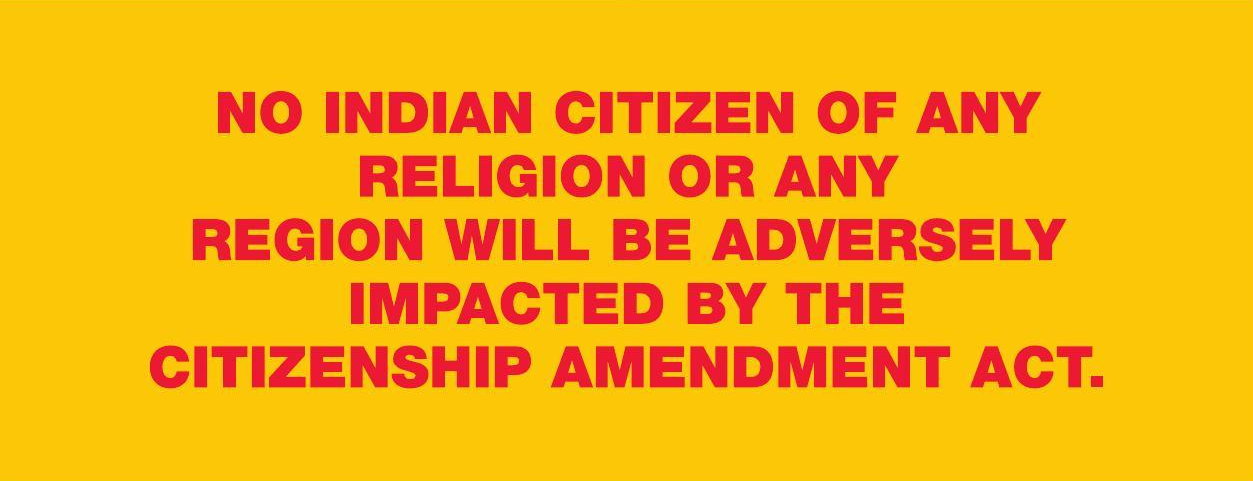 NO INDIAN CITIZEN OF ANY
RELIGION OR ANY
REGION WILL BE ADVERSELY
IMPACTED BY THE
CITIZENSHIP AMENDMENT ACT.